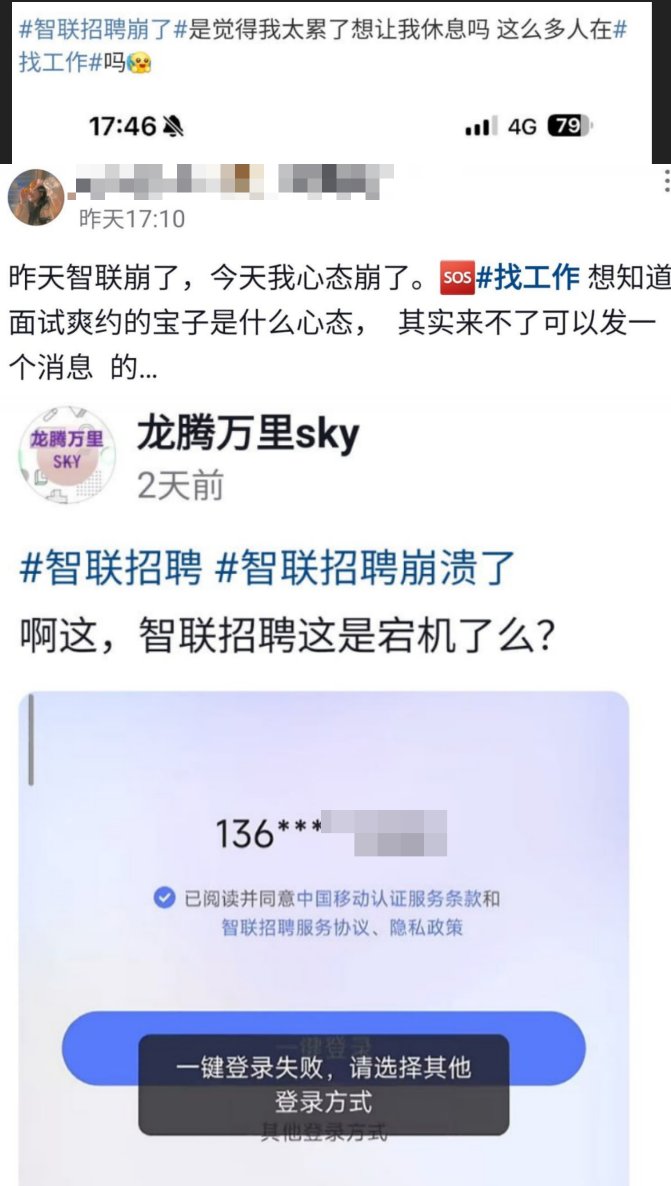 #智联招聘崩了#是觉得我太累了想让我休息吗 这么多人在#
找工作#吗
17:46 4G 79
昨天17:10
昨天智联崩了，今天我心态崩了。SOS#找工作 想知道
面试爽约的宝子是什么心态， 其实来不了可以发一
个消息 的...
龙腾万里
SKY
龙腾万里sky
2天前
#智联招聘 #智联招聘崩溃了
啊这，智联招聘这是宕机了么？
136***
已阅读并同意中国移动认证服务条款和
智联招聘服务协议、隐私政策
一键登录
一键登录失败，请选择其他
登录方式
其他登录方式